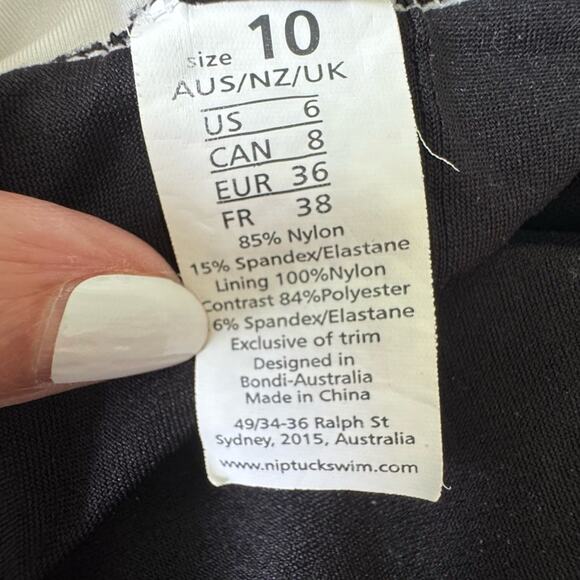 size 10
AUS/NZ/UK
US 6
CAN 8
EUR 36
FR 38
85% Nylon
15% Spandex/Elastane
Lining 100%Nylon
Contrast 84%Polyester
6% Spandex/Elastane
Exclusive of trim
Designed in
Bondi-Australia
Made in China
49/34-36 Ralph St
Sydney, 2015, Australia
www.niptuckswim.com